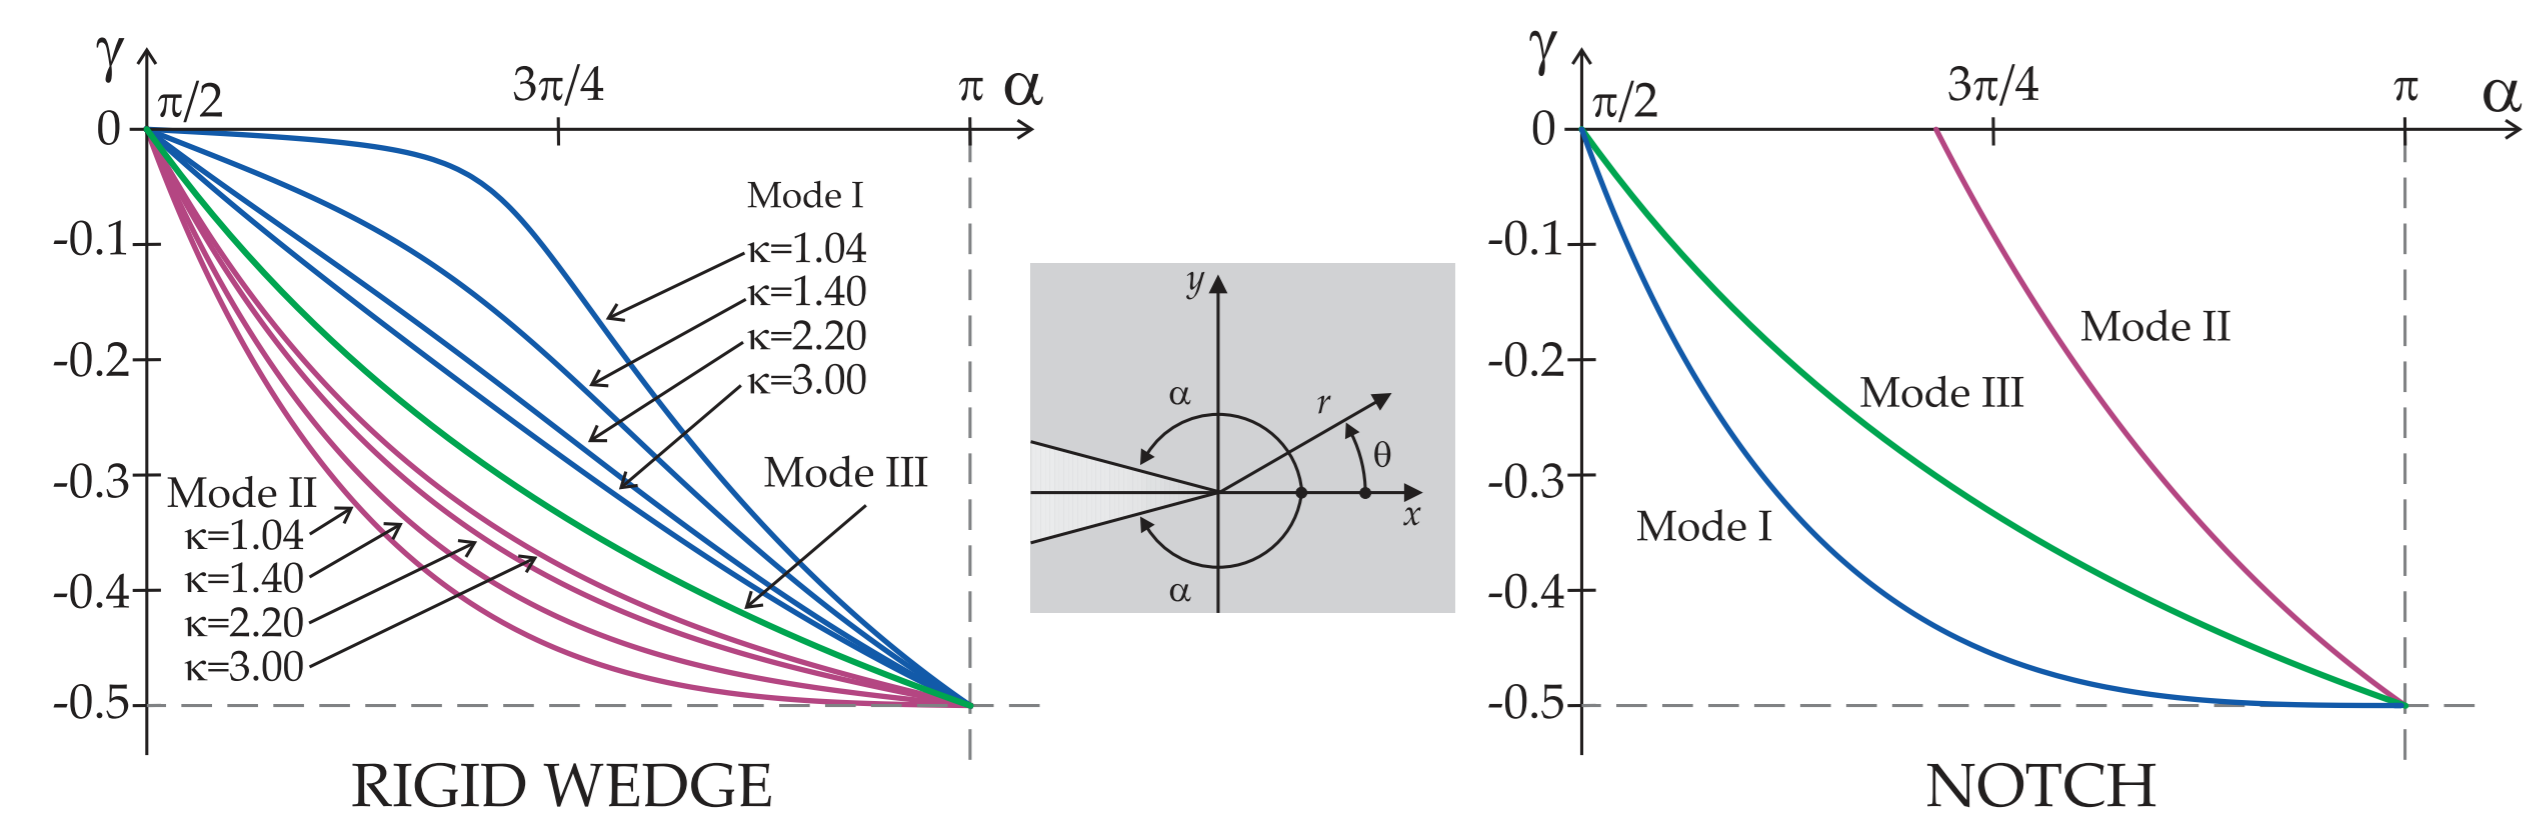 γ
π/2
3π/4
π α
0
-0.1
-0.2
-0.3
-0.4
-0.5
Mode I
κ=1.04
κ=1.40
κ=2.20
κ=3.00
Mode III
Mode II
κ=1.04
κ=1.40
κ=2.20
κ=3.00
RIGID WEDGE
y
α
r
θ
x
α
γ
π/2
3π/4
π α
0
-0.1
-0.2
-0.3
-0.4
-0.5
Mode II
Mode III
Mode I
NOTCH